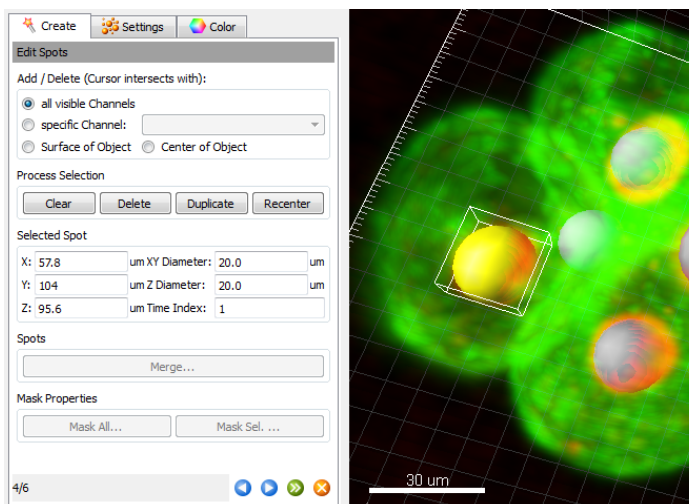 Create Settings Color
Edit Spots
Add / Delete (Cursor intersects with):
all visible Channels
specific Channel:
Surface of Object Center of Object
Process Selection
Clear Delete Duplicate Recenter
Selected Spot
X: 57.8 um XY Diameter: 20.0 um
Y: 104 um Z Diameter: 20.0 um
Z: 95.6 um Time Index: 1
Spots
Merge...
Mask Properties
Mask All... Mask Sel. ...
4/6
30 um